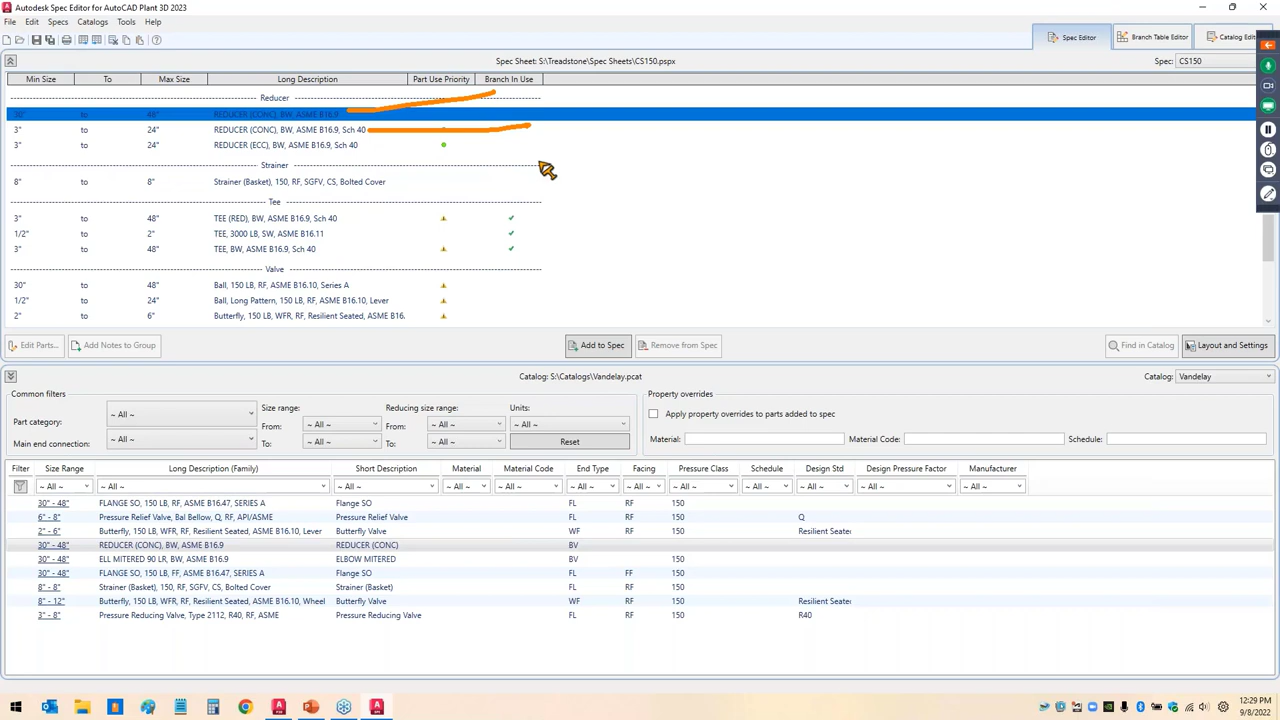 Autodesk Spec Editor for AutoCAD Plant 3D 2023
File Edit Specs Catalogs Tools Help
Spec Editor Branch Table Editor Catalog Edit
Spec Sheet: S:\Treadstone\Spec Sheets\CS150.pspx Spec: CS150
Min Size To Max Size Long Description Part Use Priority Branch In Use
Reducer
30" to 48" REDUCER (CONC), BW, ASME B16.9
3" to 24" REDUCER (CONC), BW, ASME B16.9, Sch 40
3" to 24" REDUCER (ECC), BW, ASME B16.9, Sch 40
Strainer
8" to 8" Strainer (Basket), 150, RF, SGFV, CS, Bolted Cover
Tee
3" to 48" TEE (RED), BW, ASME B16.9, Sch 40
1/2" to 2" TEE, 3000 LB, SW, ASME B16.11
3" to 48" TEE, BW, ASME B16.9, Sch 40
Valve
30" to 48" Ball, 150 LB, RF, ASME B16.10, Series A
1/2" to 24" Ball, Long Pattern, 150 LB, RF, ASME B16.10, Lever
2" to 6" Butterfly, 150 LB, WFR, RF, Resilient Seated, ASME B16.
Edit Parts... Add Notes to Group Add to Spec Remove from Spec Find in Catalog Layout and Settings
Catalog: S:\Catalogs\Vandelay.pcat Catalog: Vandelay
Common filters Property overrides
Part category: ~ All ~ Size range: Reducing size range: Units: Apply property overrides to parts added to spec
From: ~ All ~ From: ~ All ~ ~ All ~
Main end connection: ~ All ~ To: ~ All ~ To: ~ All ~ Reset Material: Material Code: Schedule:
Filter Size Range Long Description (Family) Short Description Material Material Code End Type Facing Pressure Class Schedule Design Std Design Pressure Factor Manufacturer
~ All ~ ~ All ~ ~ All ~ ~ All ~ ~ All ~ ~ All ~ ~ All ~ ~ All ~ ~ All ~ ~ All ~ ~ All ~ ~ All ~
30" - 48" FLANGE SO, 150 LB, RF, ASME B16.47, SERIES A Flange SO FL RF 150
6" - 8" Pressure Relief Valve, Bal Bellow, Q, RF, API/ASME Pressure Relief Valve FL RF 150 Q
2" - 6" Butterfly, 150 LB, WFR, RF, Resilient Seated, ASME B16.10, Lever Butterfly Valve WF RF 150 Resilient Seate
30" - 48" REDUCER (CONC), BW, ASME B16.9 REDUCER (CONC) BV
30" - 48" ELL MITERED 90 LR, BW, ASME B16.9 ELBOW MITERED BV 150
30" - 48" FLANGE SO, 150 LB, FF, ASME B16.47, SERIES A Flange SO FL FF 150
8" - 8" Strainer (Basket), 150, RF, SGFV, CS, Bolted Cover Strainer (Basket) FL RF 150
8" - 12" Butterfly, 150 LB, WFR, RF, Resilient Seated, ASME B16.10, Wheel Butterfly Valve WF RF 150 Resilient Seate
3" - 8" Pressure Reducing Valve, Type 2112, R40, RF, ASME Pressure Reducing Valve FL RF 150 R40
12:29 PM
9/8/2022